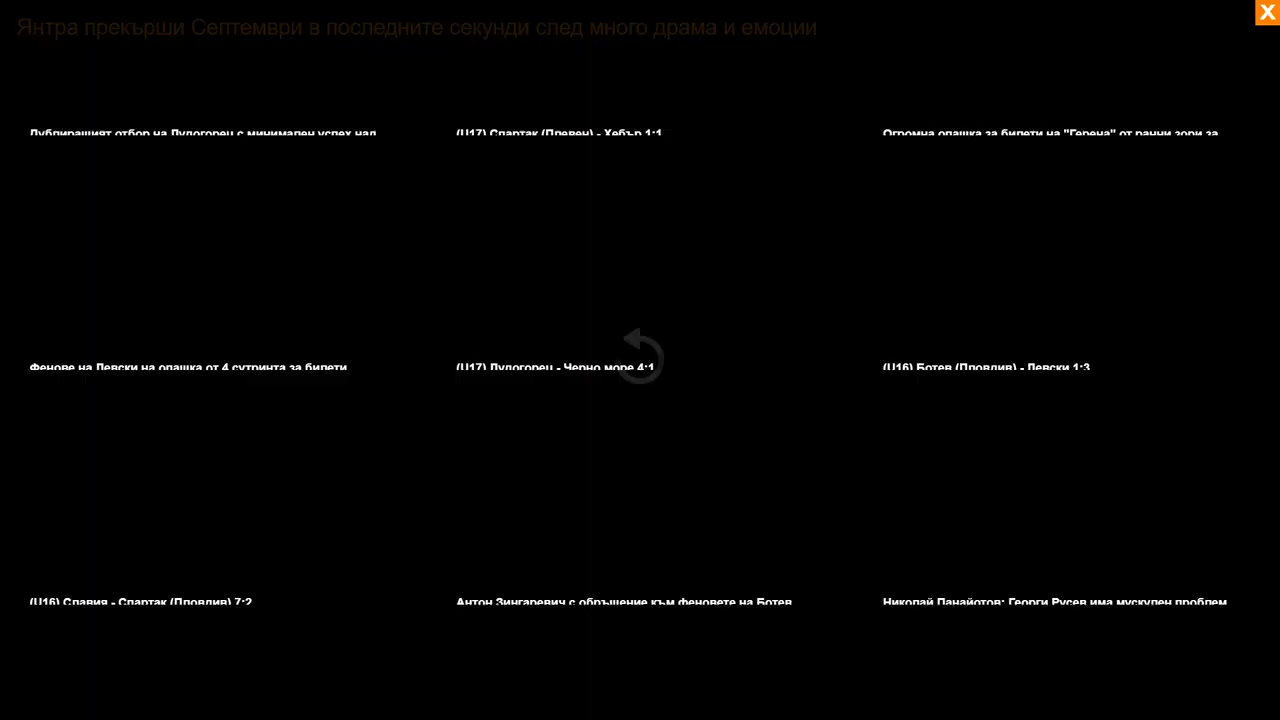 Янтра прекърши Септември в последните секунди след много драма и емоции
X
Дублиращият отбор на Лудогорец с минимален успех над
(U17) Спартак (Плевен) - Хебър 1:1
Огромна опашка за билети на "Герена" от ранни зори за
Фенове на Левски на опашка от 4 сутринта за билети
(U17) Лудогорец - Черно море 4:1
(U16) Ботев (Пловдив) - Левски 1:3
(U16) Славия - Спартак (Пловдив) 7:2
Антон Зингаревич с обръщение към феновете на Ботев
Николай Панайотов: Георги Русев има мускулен проблем